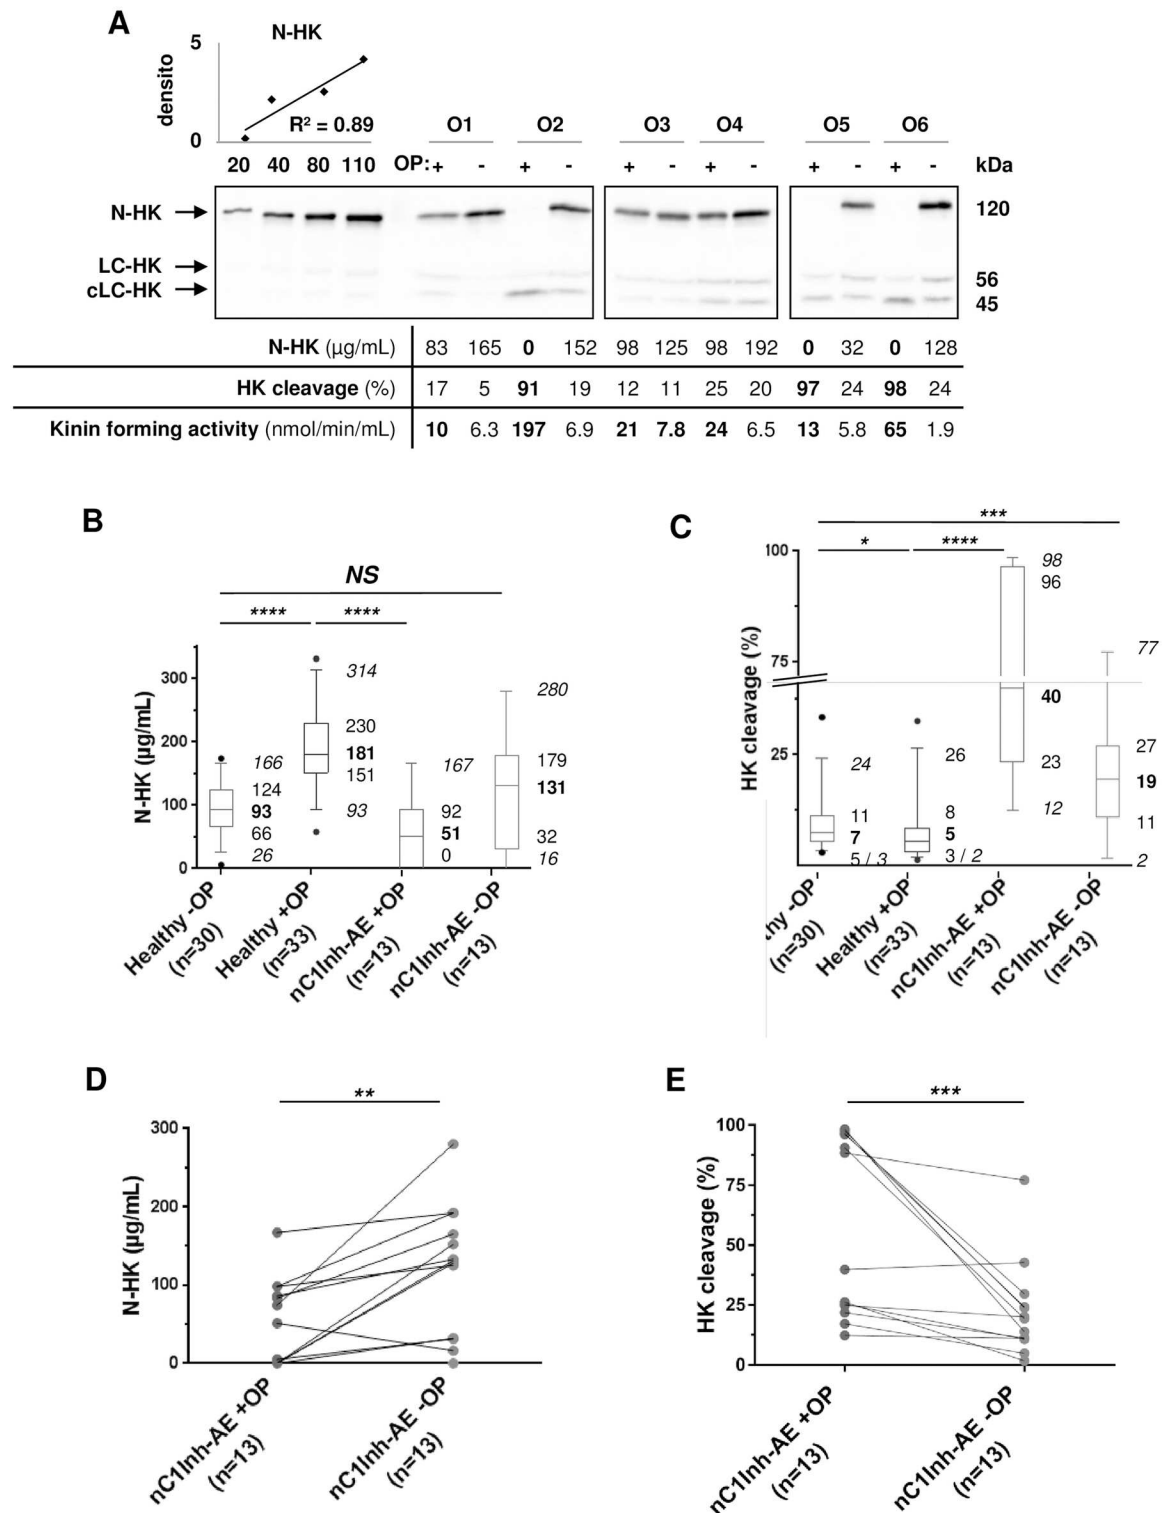 A
N-HK
5
densito
0
R² = 0.89
O1 O2 O3 O4 O5 O6
20 40 80 110 OP: + - + - + - + - + - + - kDa
N-HK 120
LC-HK 56
cLC-HK 45
N-HK (µg/mL) 83 165 0 152 98 125 98 192 0 32 0 128
HK cleavage (%) 17 5 91 19 12 11 25 20 97 24 98 24
Kinin forming activity (nmol/min/mL) 10 6.3 197 6.9 21 7.8 24 6.5 13 5.8 65 1.9
B
NS
**** ****
N-HK (µg/mL)
300
200
100
0
166
124
93
66
26
314
230
181
151
93
167
92
51
0
280
179
131
32
16
Healthy -OP
(n=30)
Healthy +OP
(n=33)
nC1Inh-AE +OP
(n=13)
nC1Inh-AE -OP
(n=13)
C
***
* ****
HK cleavage (%)
100
75
25
24
11
7
5 / 3
26
8
5
3 / 2
98
96
40
23
12
77
27
19
11
2
thy -OP
(n=30)
Healthy +OP
(n=33)
nC1Inh-AE +OP
(n=13)
nC1Inh-AE -OP
(n=13)
D
**
N-HK (µg/mL)
300
200
100
0
nC1Inh-AE +OP
(n=13)
nC1Inh-AE -OP
(n=13)
E
***
HK cleavage (%)
100
75
50
25
0
nC1Inh-AE +OP
(n=13)
nC1Inh-AE -OP
(n=13)